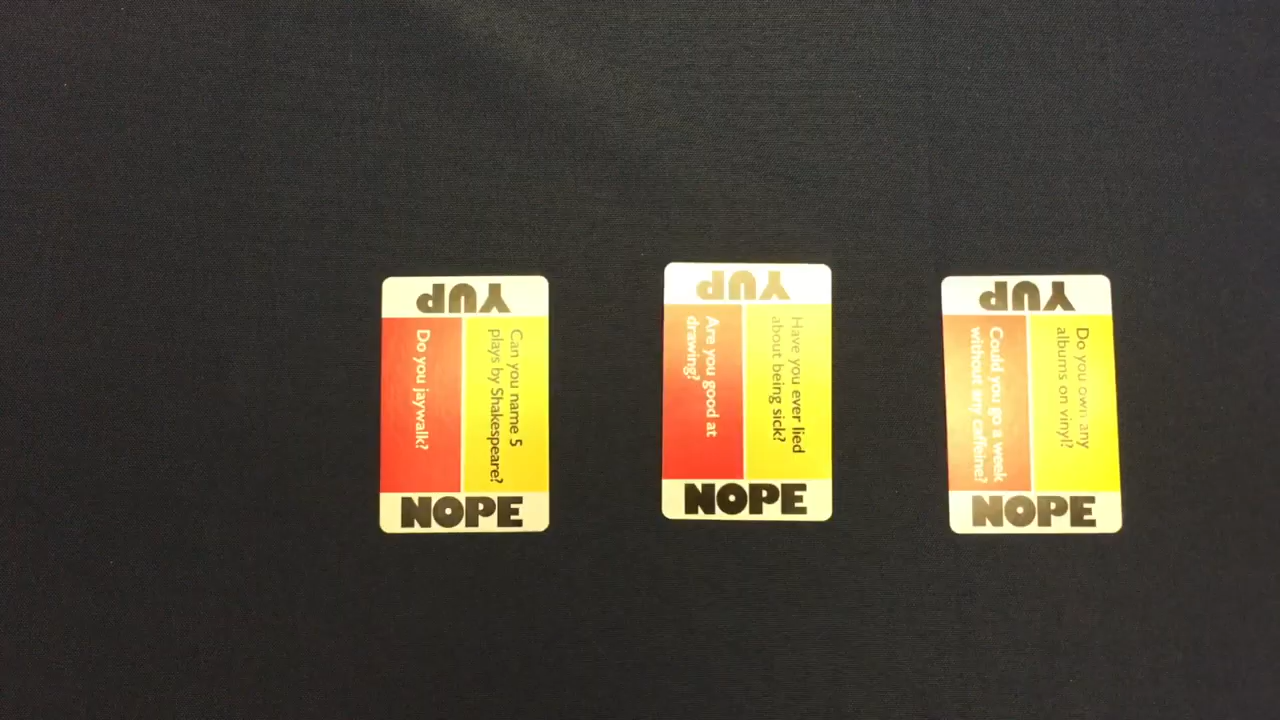 YUP
Can you name 5
plays by Shakespeare?
Do you jaywalk?
NOPE
YUP
Have you ever lied
about being sick?
Are you good at
drawing?
NOPE
YUP
Do you own any
albums on vinyl?
Could you go a week
without any caffeine?
NOPE